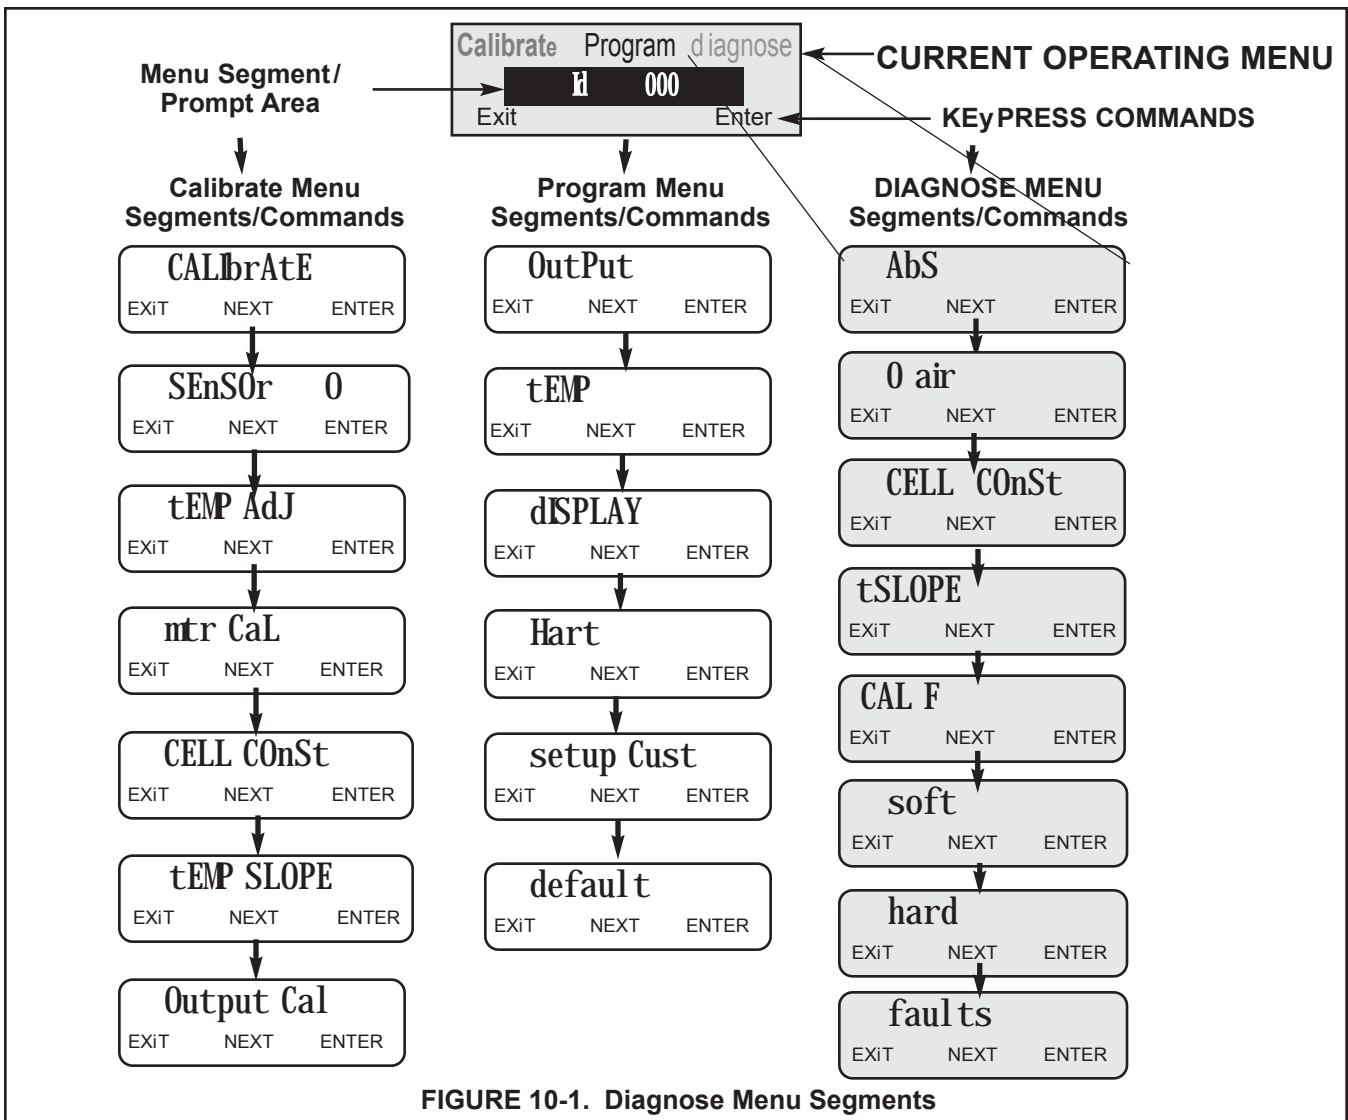 Calibrate Program diagnose
Id 000
Exit Enter
Menu Segment/
Prompt Area
CURRENT OPERATING MENU
KEyPRESS COMMANDS
Calibrate Menu
Segments/Commands
CALIbrAtE
EXiT NEXT ENTER
SEnSOr 0
EXiT NEXT ENTER
tEMP AdJ
EXiT NEXT ENTER
mtr CaL
EXiT NEXT ENTER
CELL COnSt
EXiT NEXT ENTER
tEMP SLOPE
EXiT NEXT ENTER
Output Cal
EXiT NEXT ENTER
Program Menu
Segments/Commands
OutPut
EXiT NEXT ENTER
tEMP
EXiT NEXT ENTER
dISPLAY
EXiT NEXT ENTER
Hart
EXiT NEXT ENTER
setup Cust
EXiT NEXT ENTER
default
EXiT NEXT ENTER
DIAGNOSE MENU
Segments/Commands
AbS
EXiT NEXT ENTER
0 air
EXiT NEXT ENTER
CELL COnSt
EXiT NEXT ENTER
tSLOPE
EXiT NEXT ENTER
CAL F
EXiT NEXT ENTER
soft
EXiT NEXT ENTER
hard
EXiT NEXT ENTER
faults
EXiT NEXT ENTER
FIGURE 10-1. Diagnose Menu Segments